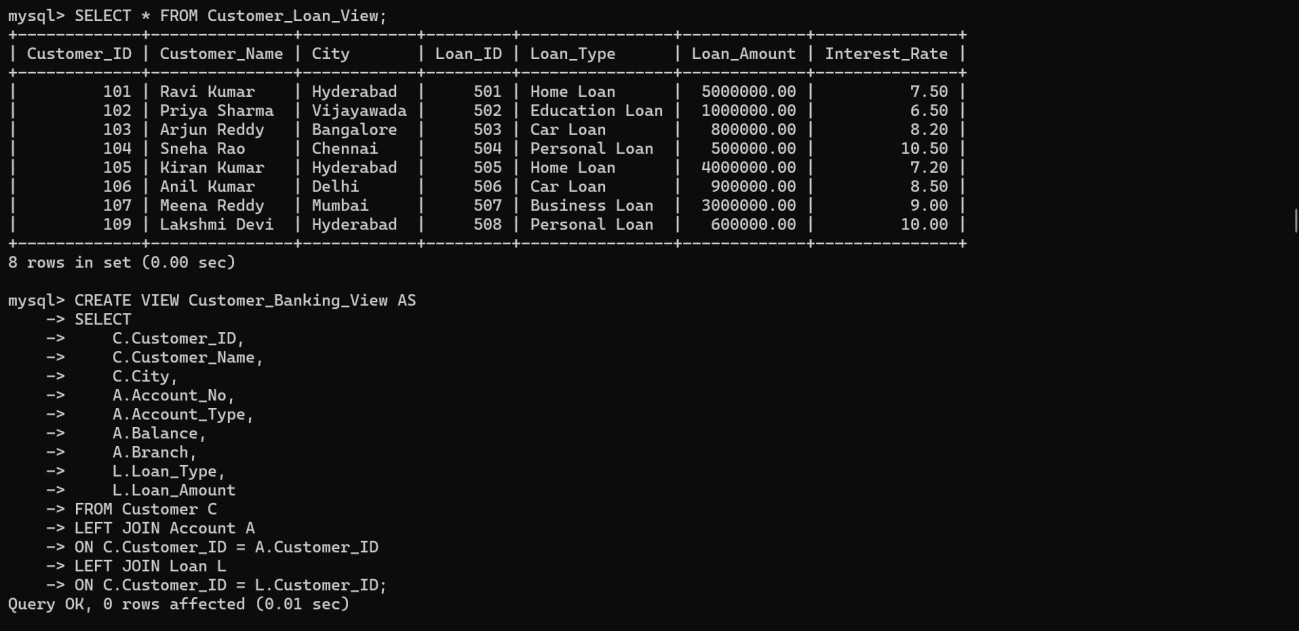 mysql> SELECT * FROM Customer_Loan_View;
+-------------+---------------+------------+---------+----------------+-------------+---------------+
| Customer_ID | Customer_Name | City       | Loan_ID | Loan_Type      | Loan_Amount | Interest_Rate |
+-------------+---------------+------------+---------+----------------+-------------+---------------+
|         101 | Ravi Kumar    | Hyderabad  |     501 | Home Loan      |  5000000.00 |          7.50 |
|         102 | Priya Sharma  | Vijayawada |     502 | Education Loan |  1000000.00 |          6.50 |
|         103 | Arjun Reddy   | Bangalore  |     503 | Car Loan       |   800000.00 |          8.20 |
|         104 | Sneha Rao     | Chennai    |     504 | Personal Loan  |   500000.00 |         10.50 |
|         105 | Kiran Kumar   | Hyderabad  |     505 | Home Loan      |  4000000.00 |          7.20 |
|         106 | Anil Kumar    | Delhi      |     506 | Car Loan       |   900000.00 |          8.50 |
|         107 | Meena Reddy   | Mumbai     |     507 | Business Loan  |  3000000.00 |          9.00 |
|         109 | Lakshmi Devi  | Hyderabad  |     508 | Personal Loan  |   600000.00 |         10.00 |
+-------------+---------------+------------+---------+----------------+-------------+---------------+
8 rows in set (0.00 sec)

mysql> CREATE VIEW Customer_Banking_View AS
    -> SELECT
    ->     C.Customer_ID,
    ->     C.Customer_Name,
    ->     C.City,
    ->     A.Account_No,
    ->     A.Account_Type,
    ->     A.Balance,
    ->     A.Branch,
    ->     L.Loan_Type,
    ->     L.Loan_Amount
    -> FROM Customer C
    -> LEFT JOIN Account A
    -> ON C.Customer_ID = A.Customer_ID
    -> LEFT JOIN Loan L
    -> ON C.Customer_ID = L.Customer_ID;
Query OK, 0 rows affected (0.01 sec)